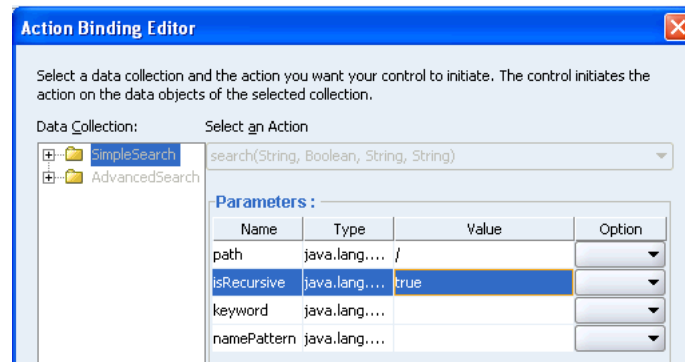 Action Binding Editor
Select a data collection and the action you want your control to initiate. The control initiates the
action on the data objects of the selected collection.
Data Collection: Select an Action
SimpleSearch search(String, Boolean, String, String)
AdvancedSearch
Parameters :
Name Type Value Option
path java.lang.... /
isRecursive java.lang.... true
keyword java.lang....
namePattern java.lang....